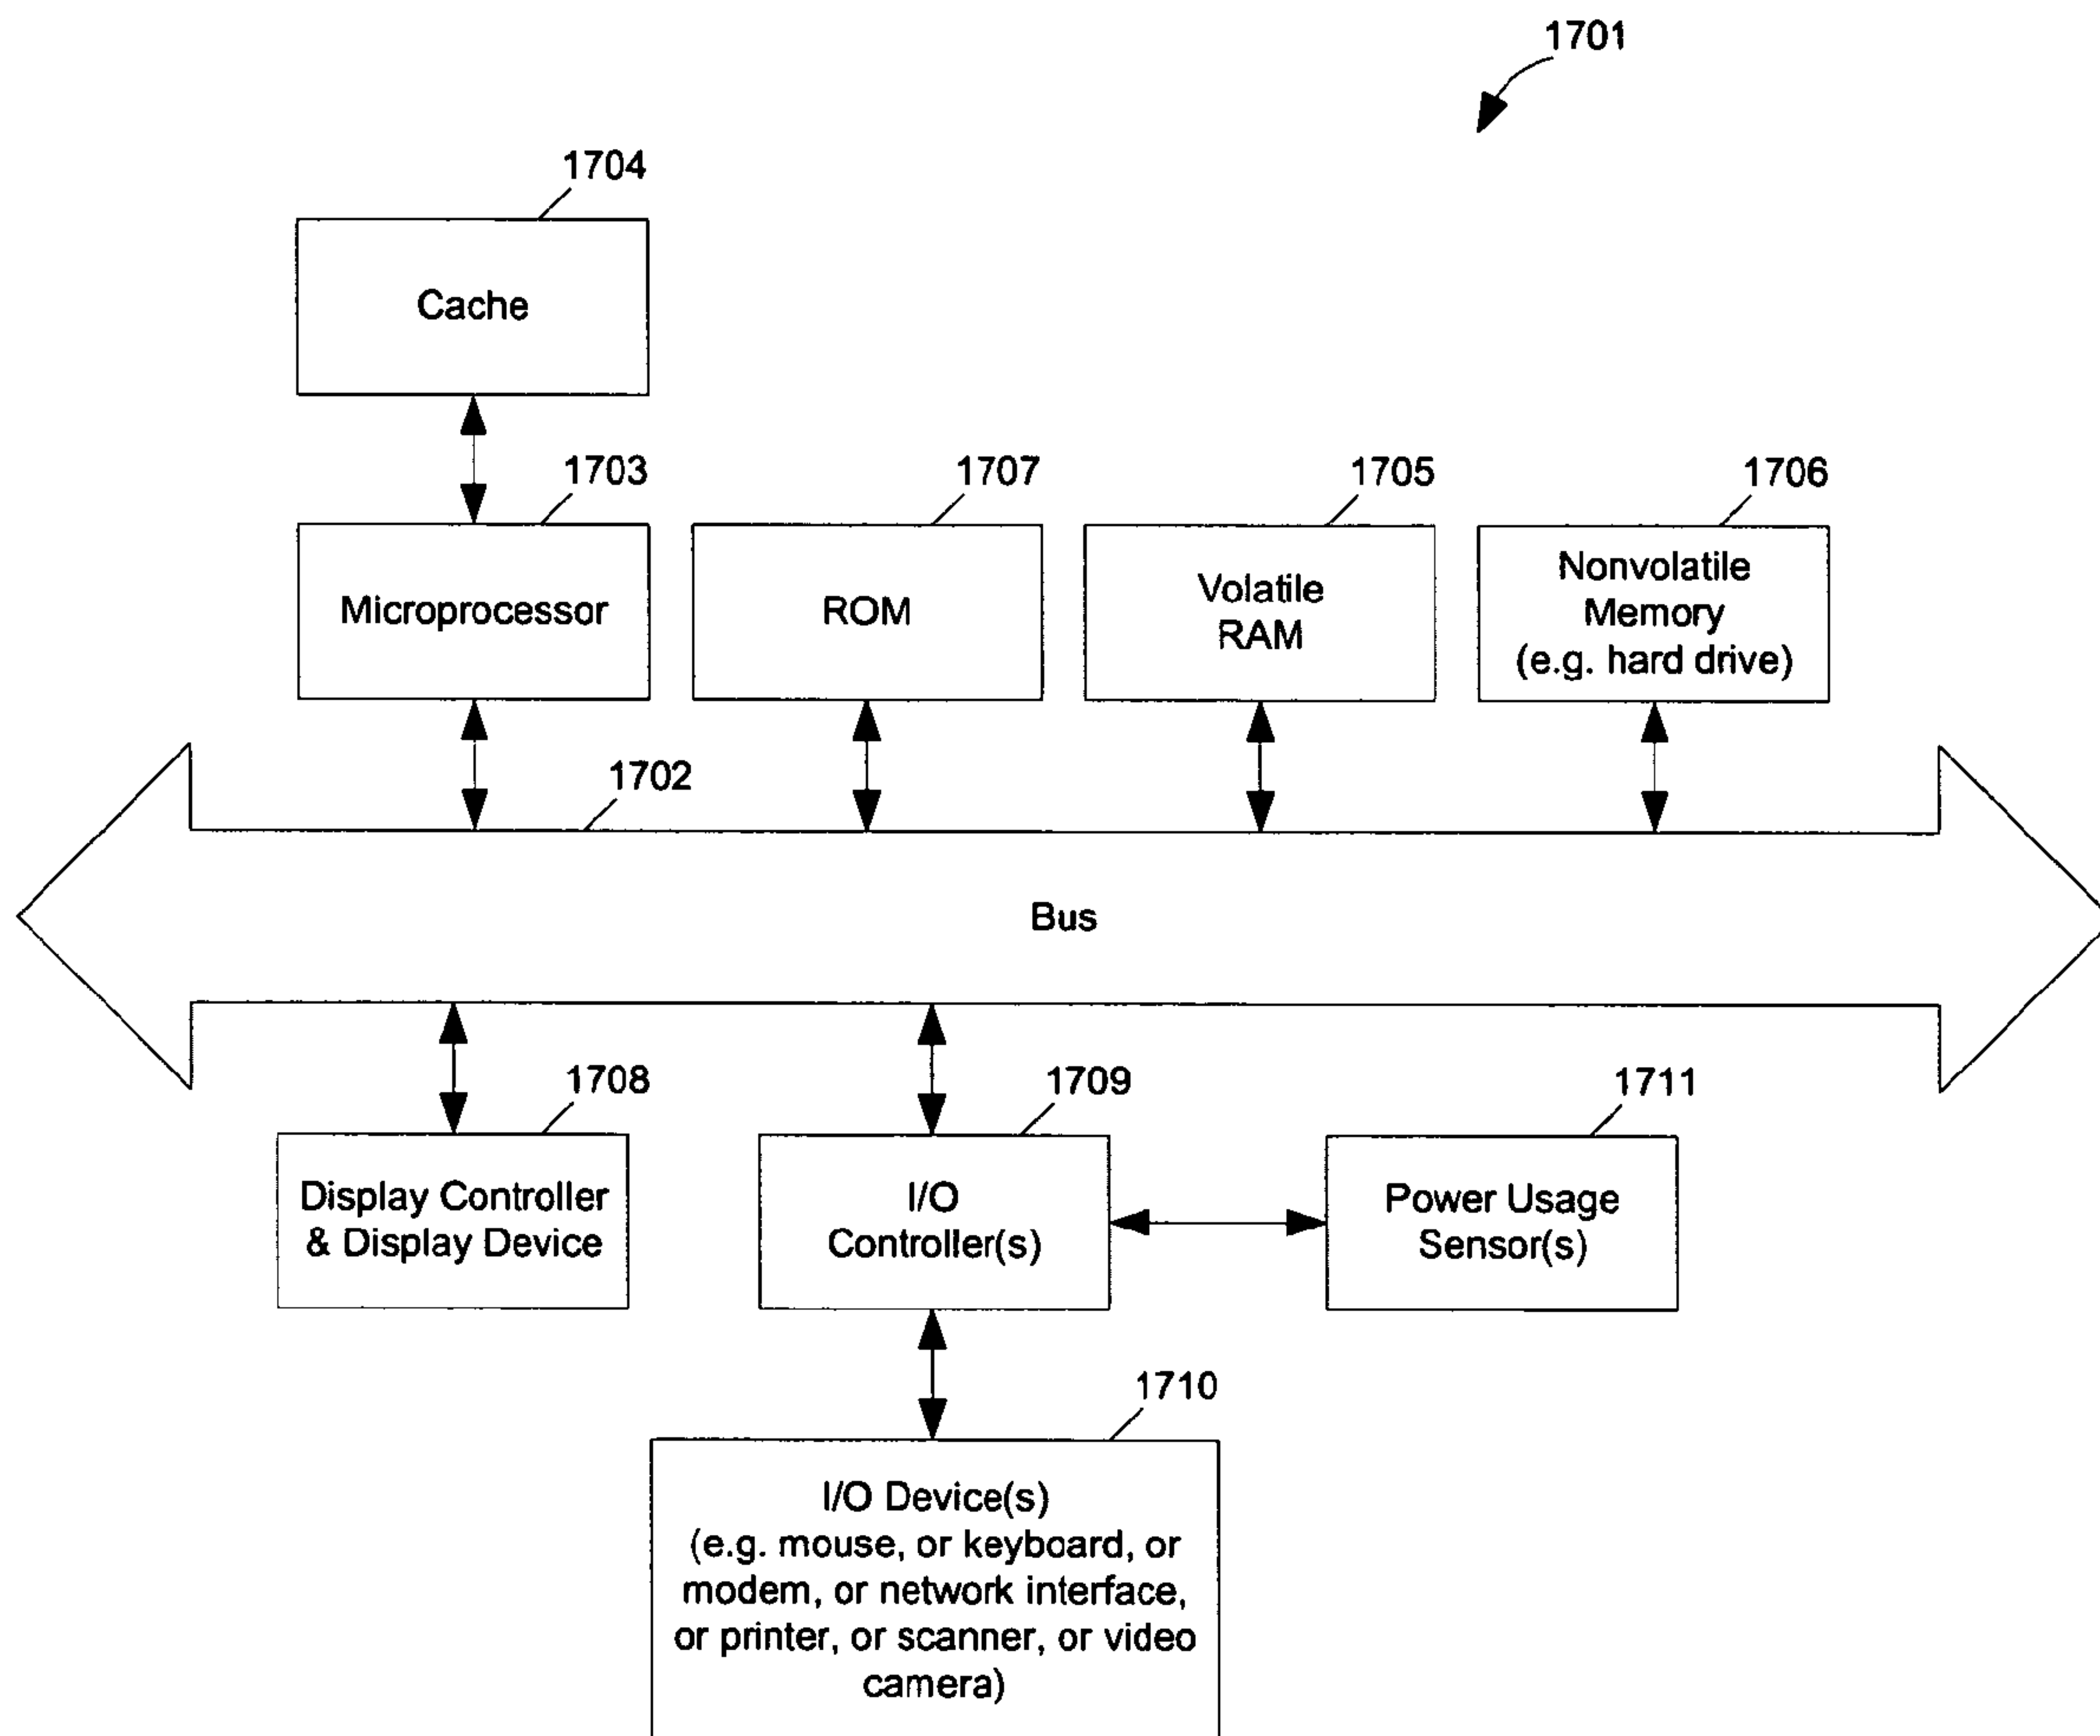 1701
1704
Cache
1703
1707
1705
1706
Microprocessor
ROM
Volatile
RAM
Nonvolatile
Memory
(e.g. hard drive)
1702
Bus
1708
1709
1711
Display Controller
& Display Device
I/O
Controller(s)
Power Usage
Sensor(s)
1710
I/O Device(s)
(e.g. mouse, or keyboard, or
modem, or network interface,
or printer, or scanner, or video
camera)